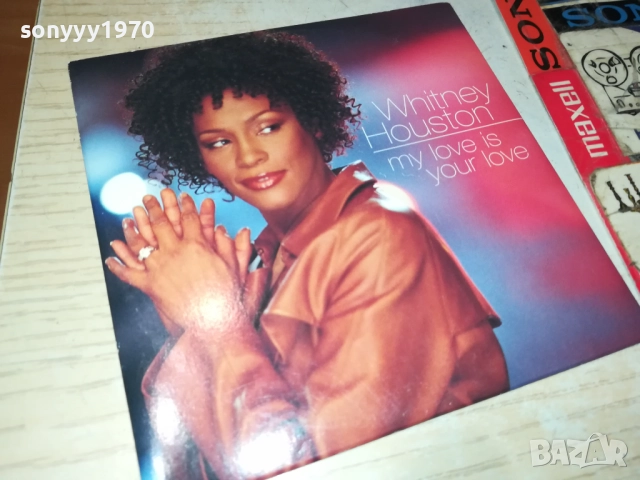 sonyyy1970
Whitney
Houston
my love is
your love
SON
SON
maxell
BAZAR